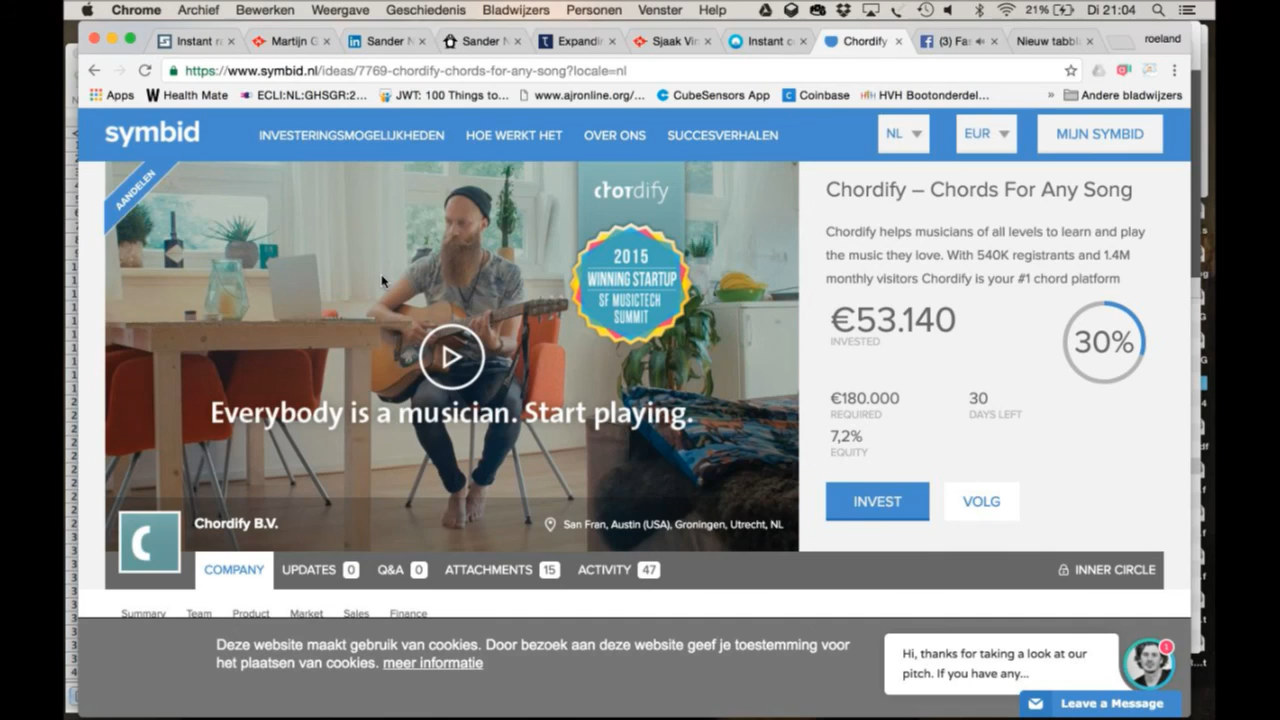 Chrome Archief Bewerken Weergave Geschiedenis Bladwijzers Personen Venster Help 21% Di 21:04
Instant Martijn Sander Sander Expandi Sjaak Vi Instant c Chordify (3) Fa Nieuw tabbl roeland
https://www.symbid.nl/ideas/7769-chordify-chords-for-any-song?locale=nl
Apps Health Mate ECLI:NL:GHSGR:2... JWT: 100 Things to... www.ajronline.org/... CubeSensors App Coinbase HVH Bootonderdel... » Andere bladwijzers
symbid INVESTERINGSMOGELIJKHEDEN HOE WERKT HET OVER ONS SUCCESVERHALEN NL EUR MIJN SYMBID
AANDELEN
chordify
2015
WINNING STARTUP
SF MUSICTECH
SUMMIT
Everybody is a musician. Start playing.
Chordify B.V.
San Fran, Austin (USA), Groningen, Utrecht, NL
Chordify – Chords For Any Song
Chordify helps musicians of all levels to learn and play
the music they love. With 540K registrants and 1.4M
monthly visitors Chordify is your #1 chord platform
€53.140
INVESTED
30%
€180.000 30
REQUIRED DAYS LEFT
7,2%
EQUITY
INVEST VOLG
COMPANY UPDATES 0 Q&A 0 ATTACHMENTS 15 ACTIVITY 47 INNER CIRCLE
Summary Team Product Market Sales Finance
Deze website maakt gebruik van cookies. Door bezoek aan deze website geef je toestemming voor
het plaatsen van cookies. meer informatie
Hi, thanks for taking a look at our
pitch. If you have any...
1
Leave a Message